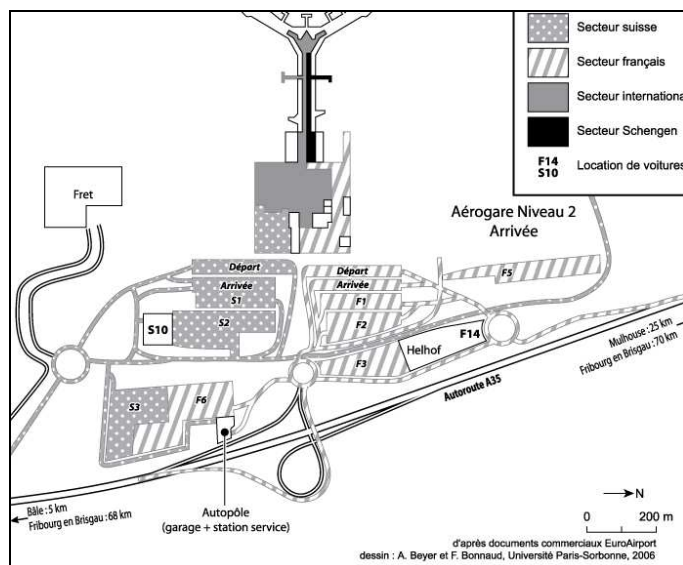 Secteur suisse
Secteur français
Secteur international
Secteur Schengen
F14
S10
Location de voitures
Fret
Aérogare Niveau 2
Arrivée
Départ
Départ
F5
Arrivée
Arrivée
S1
F1
S10
S2
F2
F14
Helhof
F3
Mulhouse : 25 km
Fribourg en Brisgau : 70 km
Autoroute A35
S3
F6
Bâle : 5 km
Fribourg en Brisgau : 68 km
Autopôle
(garage + station service)
N
0 200 m
d'après documents commerciaux EuroAirport
dessin : A. Beyer et F. Bonnaud, Université Paris-Sorbonne, 2006